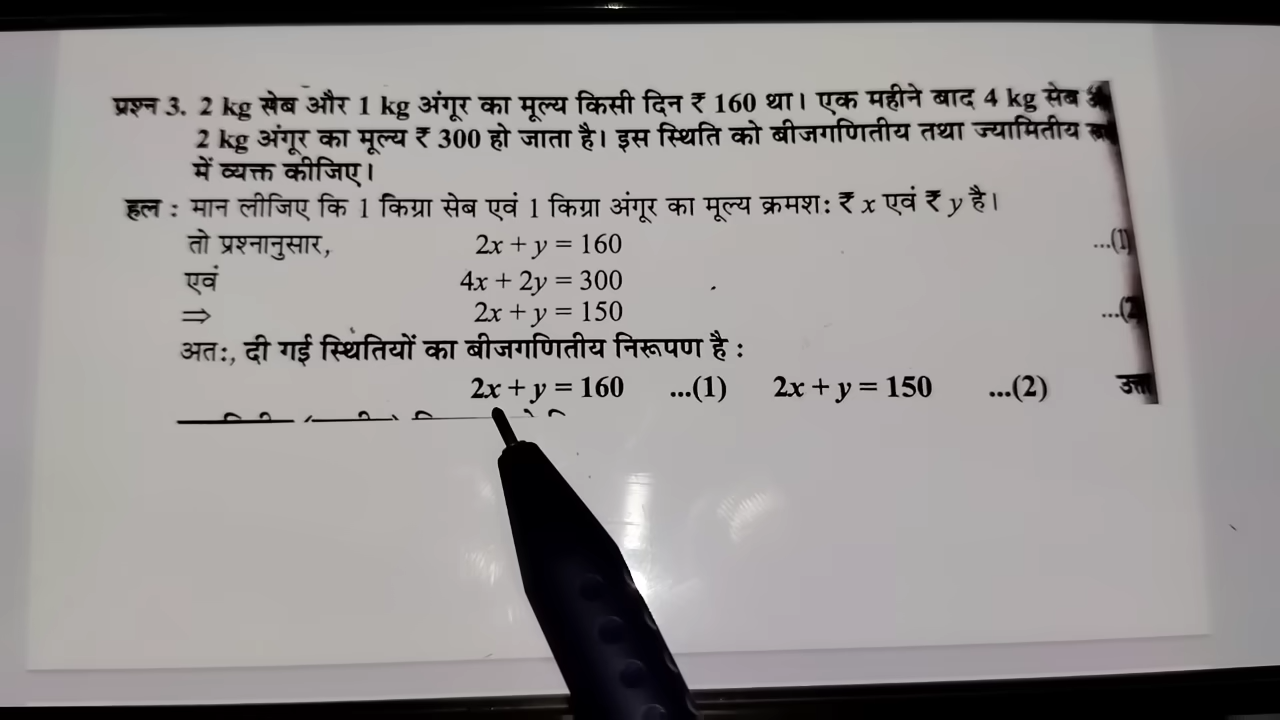 प्रश्न 3. 2 kg सेब और 1 kg अंगूर का मूल्य किसी दिन ₹ 160 था। एक महीने बाद 4 kg सेब
2 kg अंगूर का मूल्य ₹ 300 हो जाता है। इस स्थिति को बीजगणितीय तथा ज्यामितीय
में व्यक्त कीजिए।
हल : मान लीजिए कि 1 किग्रा सेब एवं 1 किग्रा अंगूर का मूल्य क्रमश: ₹ x एवं ₹ y है।
तो प्रश्नानुसार, 2x + y = 160 ...(1)
एवं 4x + 2y = 300
⇒ 2x + y = 150 ...(2
अत:, दी गई स्थितियों का बीजगणितीय निरूपण है :
2x + y = 160 ...(1) 2x + y = 150 ...(2)